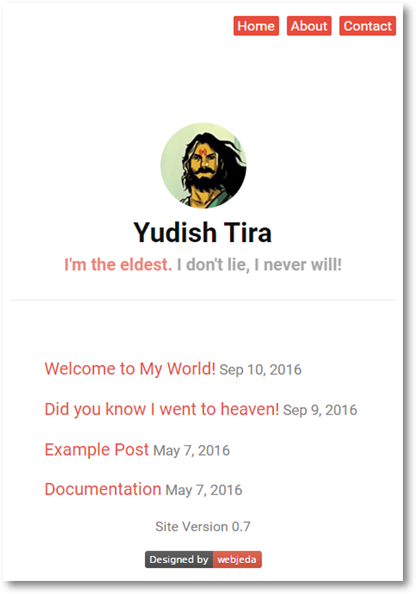 Home About Contact
Yudish Tira
I'm the eldest. I don't lie, I never will!
Welcome to My World! Sep 10, 2016
Did you know I went to heaven! Sep 9, 2016
Example Post May 7, 2016
Documentation May 7, 2016
Site Version 0.7
Designed by webjeda